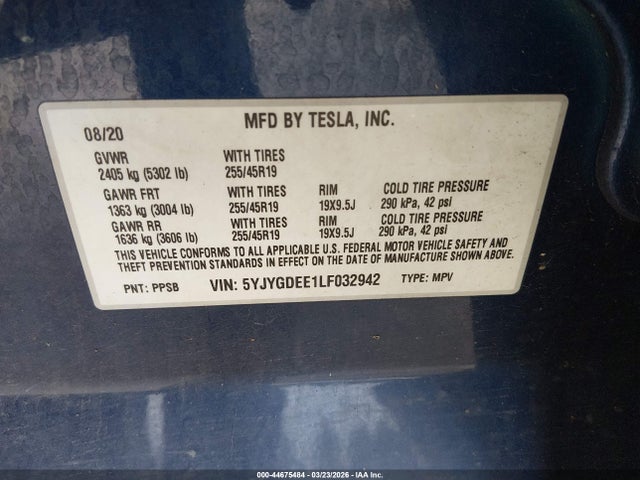 08/20 MFD BY TESLA, INC.
GVWR WITH TIRES
2405 kg (5302 lb) 255/45R19
GAWR FRT WITH TIRES RIM COLD TIRE PRESSURE
1363 kg (3004 lb) 255/45R19 19X9.5J 290 kPa, 42 psi
GAWR RR WITH TIRES RIM COLD TIRE PRESSURE
1636 kg (3606 lb) 255/45R19 19X9.5J 290 kPa, 42 psi
THIS VEHICLE CONFORMS TO ALL APPLICABLE U.S. FEDERAL MOTOR VEHICLE SAFETY AND
THEFT PREVENTION STANDARDS IN EFFECT ON THE DATE OF MANUFACTURE SHOWN ABOVE.
PNT: PPSB VIN: 5YJYGDEE1LF032942 TYPE: MPV
000-44675484 | 03/23/2026 | IAA Inc.